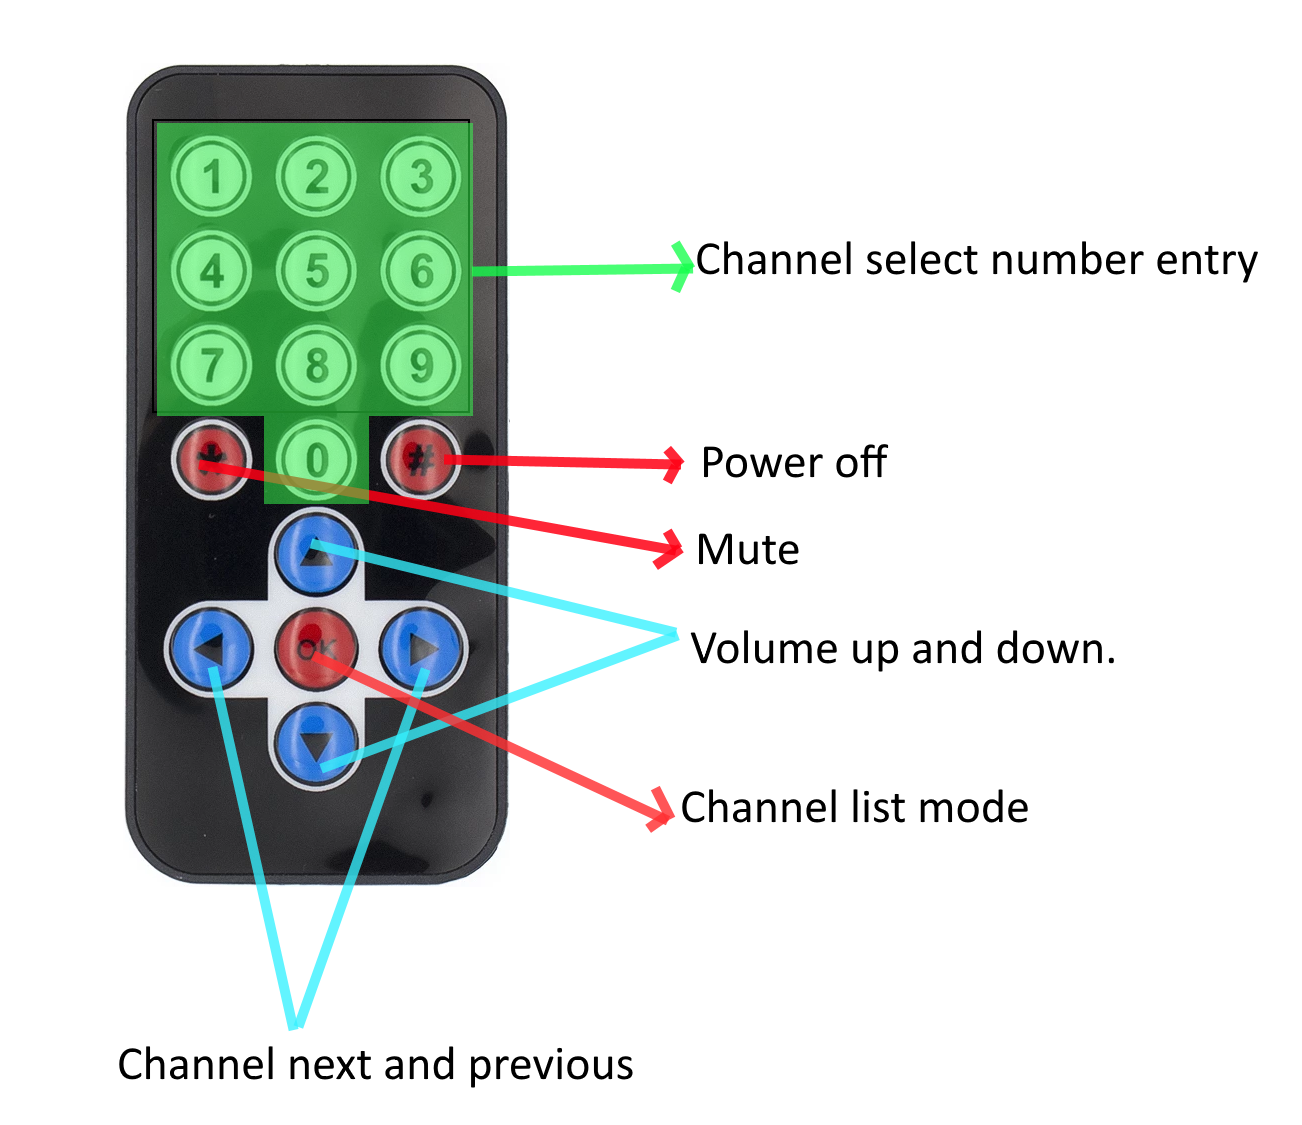 1 2 3
4 5 6
7 8 9
* 0 #
OK
Channel select number entry
Power off
Mute
Volume up and down.
Channel list mode
Channel next and previous